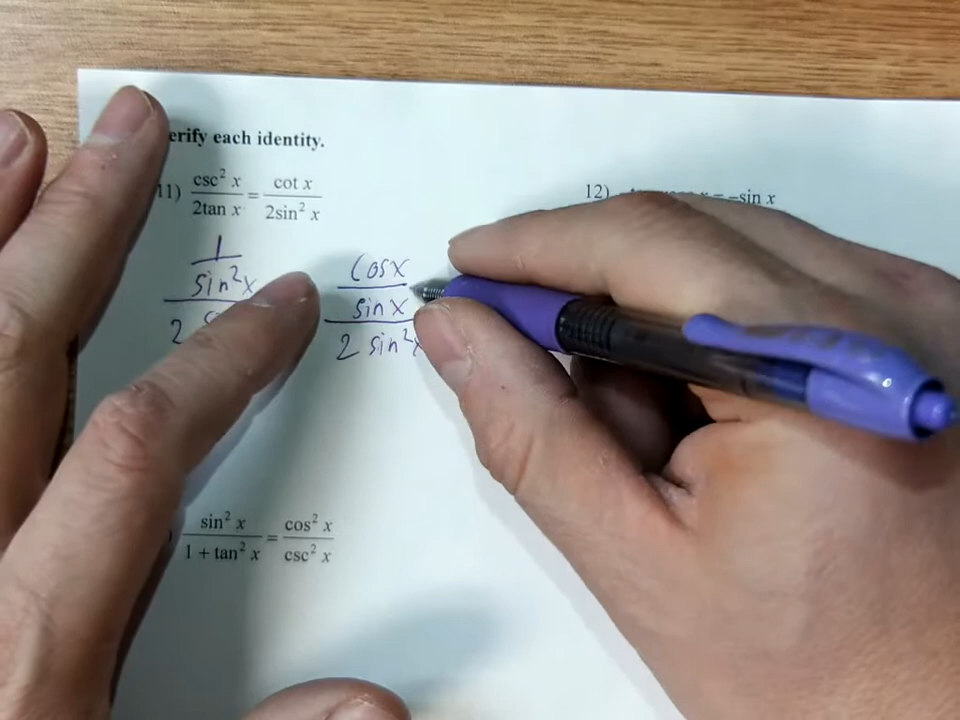 erify each identity.
11) csc² x / 2tan x = cot x / 2sin² x
12) = -sin x
1 / sin²x / 2
cosx / sin x / 2 sin²x
sin² x / 1 + tan² x = cos² x / csc² x